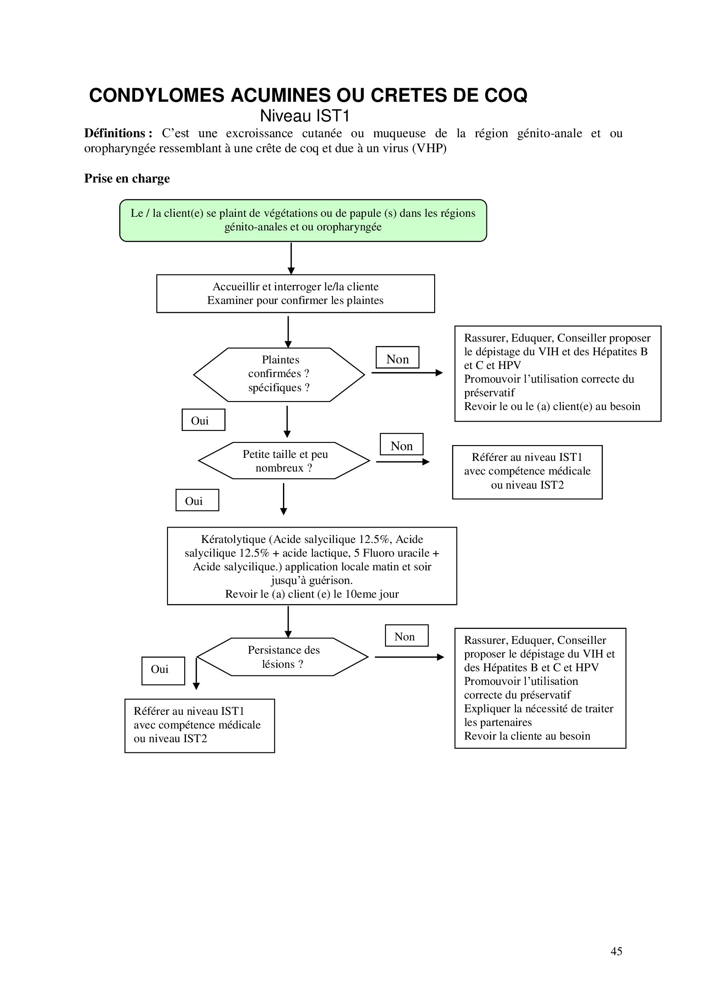 CONDYLOMES ACUMINES OU CRETES DE COQ
Niveau IST1
Définitions : C’est une excroissance cutanée ou muqueuse de la région génito-anale et ou
oropharyngée ressemblant à une crête de coq et due à un virus (VHP)
Prise en charge
Le / la client(e) se plaint de végétations ou de papule (s) dans les régions
génito-anales et ou oropharyngée
Accueillir et interroger le/la cliente
Examiner pour confirmer les plaintes
Plaintes
confirmées ?
spécifiques ?
Non
Rassurer, Eduquer, Conseiller proposer
le dépistage du VIH et des Hépatites B
et C et HPV
Promouvoir l’utilisation correcte du
préservatif
Revoir le ou le (a) client(e) au besoin
Oui
Petite taille et peu
nombreux ?
Non
Référer au niveau IST1
avec compétence médicale
ou niveau IST2
Oui
Kératolytique (Acide salycilique 12.5%, Acide
salycilique 12.5% + acide lactique, 5 Fluoro uracile +
Acide salycilique.) application locale matin et soir
jusqu’à guérison.
Revoir le (a) client (e) le 10eme jour
Persistance des
lésions ?
Non
Rassurer, Eduquer, Conseiller
proposer le dépistage du VIH et
des Hépatites B et C et HPV
Promouvoir l’utilisation
correcte du préservatif
Expliquer la nécessité de traiter
les partenaires
Revoir la cliente au besoin
Oui
Référer au niveau IST1
avec compétence médicale
ou niveau IST2
45